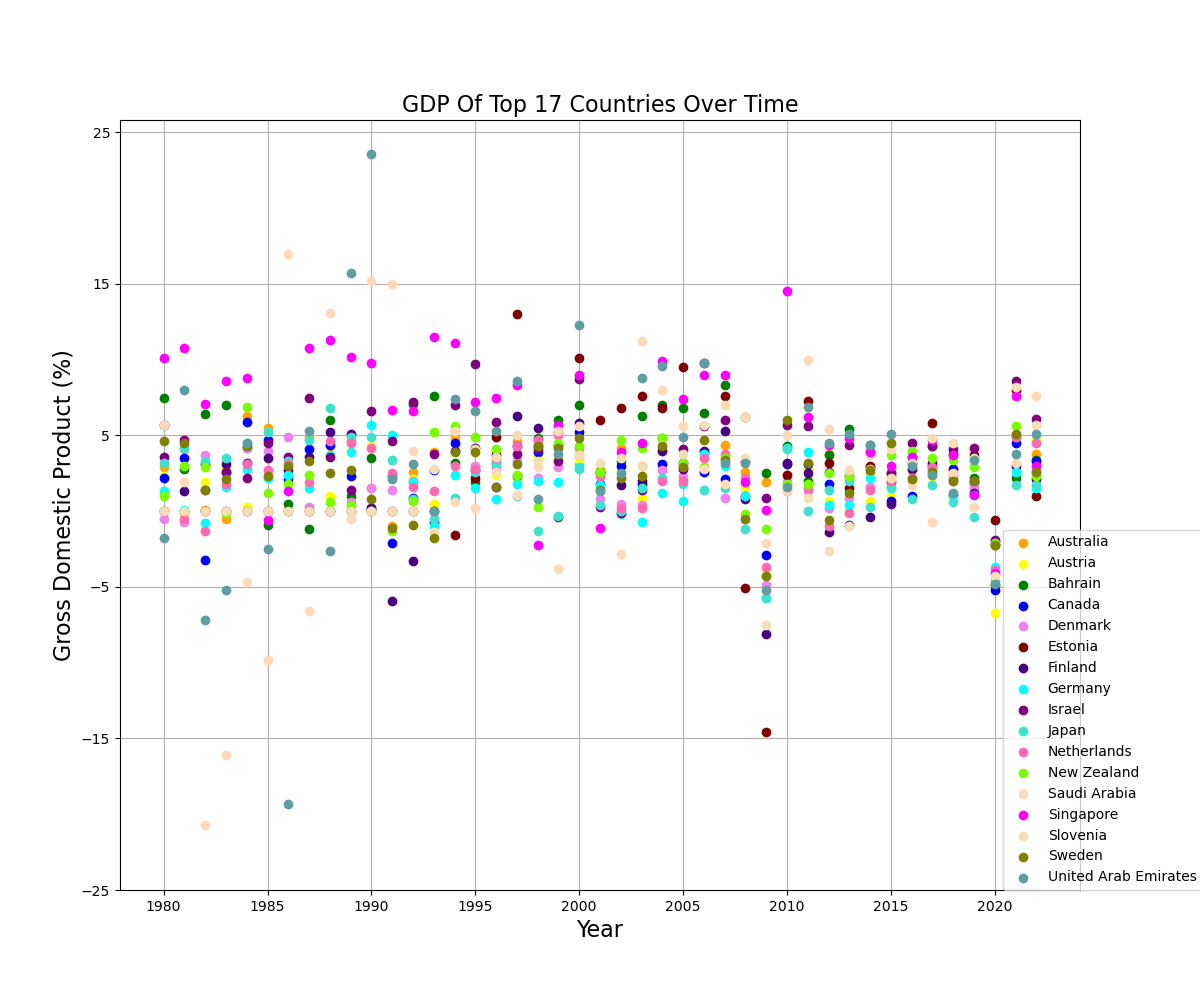 GDP Of Top 17 Countries Over Time
Gross Domestic Product (%)
25
15
5
−5
−15
−25
1980
1985
1990
1995
2000
2005
2010
2015
2020
Year
Australia
Austria
Bahrain
Canada
Denmark
Estonia
Finland
Germany
Israel
Japan
Netherlands
New Zealand
Saudi Arabia
Singapore
Slovenia
Sweden
United Arab Emirates